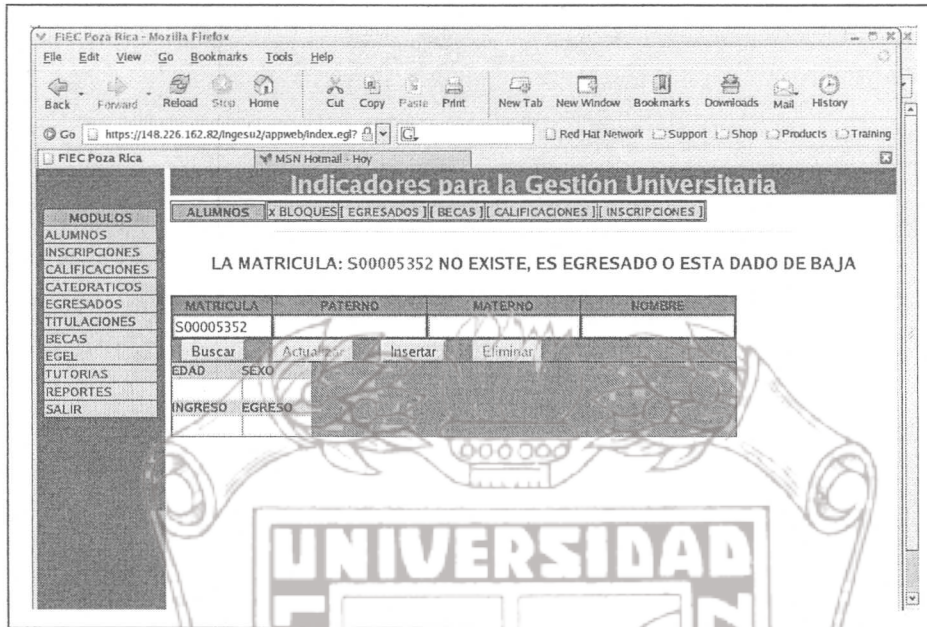 FIEC Poza Rica - Mozilla Firefox
File Edit View Go Bookmarks Tools Help
Back Forward Reload Stop Home Cut Copy Paste Print New Tab New Window Bookmarks Downloads Mail History
Go https://148.226.162.82/ingesu2/appweb/index.egl? G
Red Hat Network Support Shop Products Training
FIEC Poza Rica MSN Hotmail - Hoy
Indicadores para la Gestión Universitaria
ALUMNOS x BLOQUES [ EGRESADOS ] [ BECAS ] [ CALIFICACIONES ] [ INSCRIPCIONES ]
MODULOS
ALUMNOS
INSCRIPCIONES
CALIFICACIONES
CATEDRATICOS
EGRESADOS
TITULACIONES
BECAS
EGEL
TUTORIAS
REPORTES
SALIR
LA MATRICULA: S00005352 NO EXISTE, ES EGRESADO O ESTA DADO DE BAJA
MATRICULA PATERNO MATERNO NOMBRE
S00005352
Buscar Actualizar Insertar Eliminar
EDAD SEXO
INGRESO EGRESO
UNIVERSIDAD